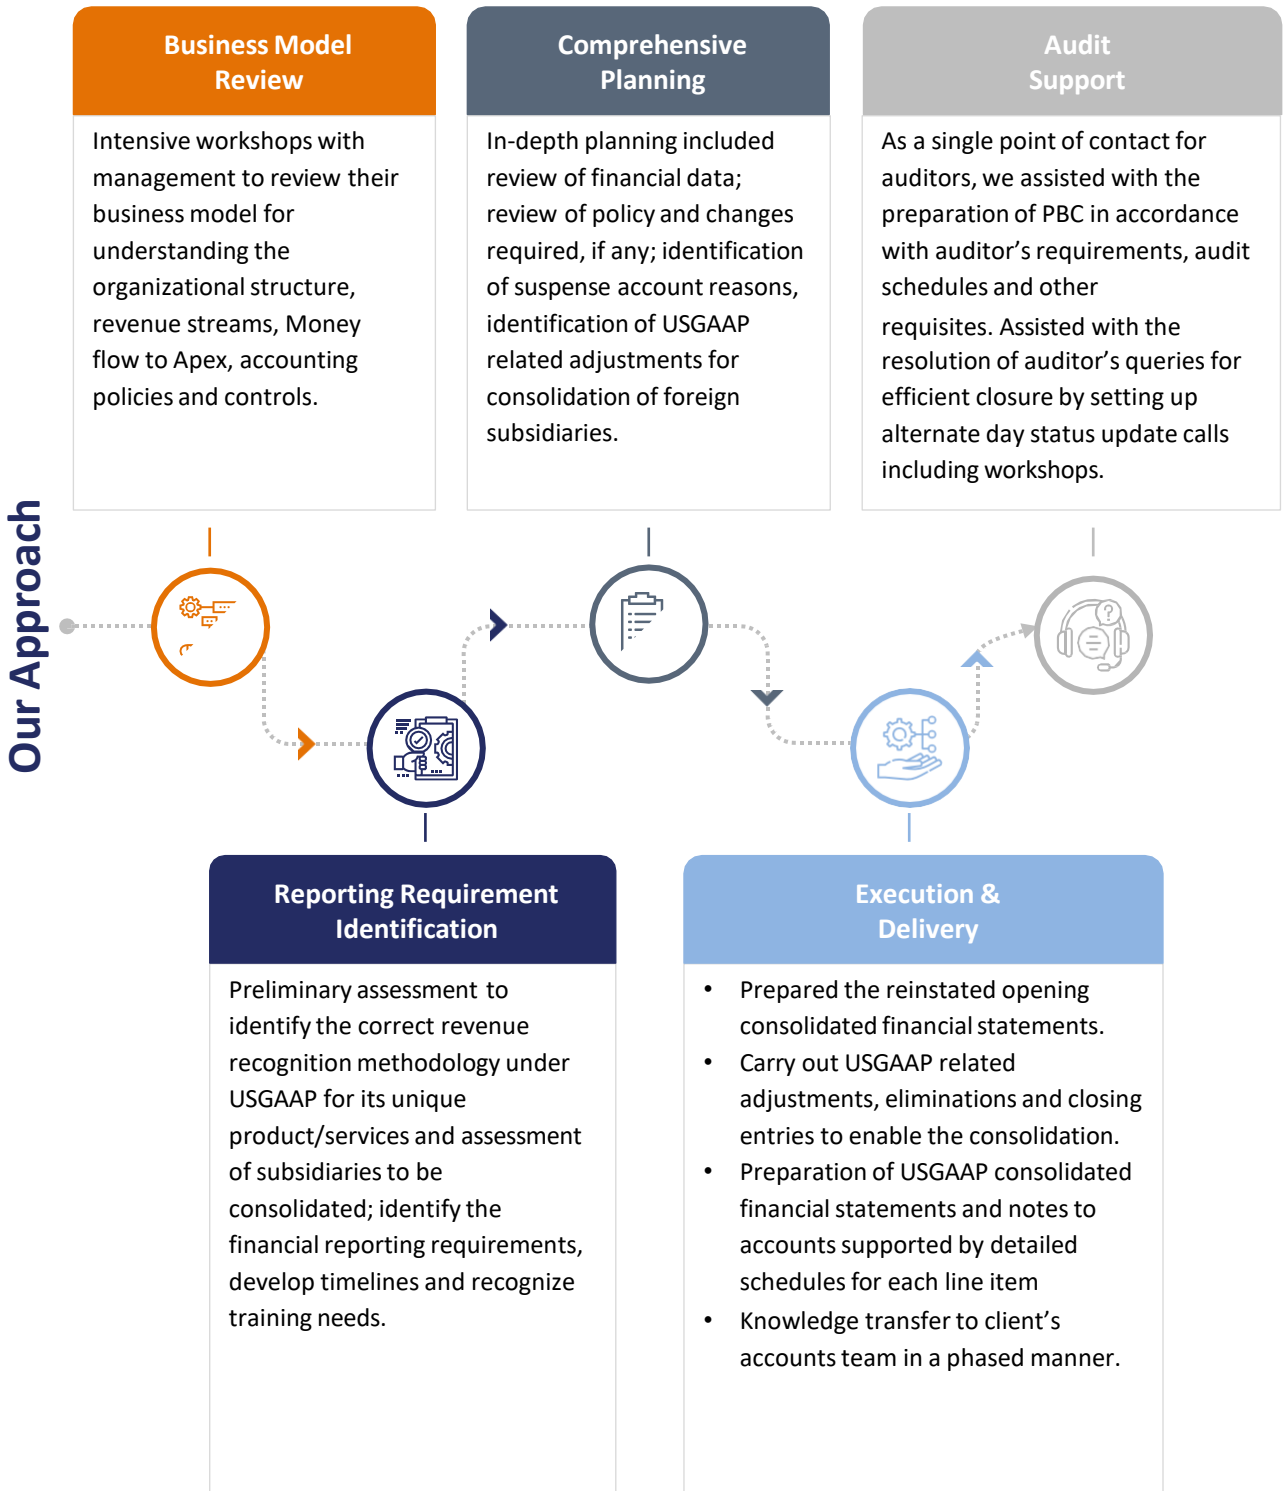 Our Approach
Business Model
Review
Intensive workshops with
management to review their
business model for
understanding the
organizational structure,
revenue streams, Money
flow to Apex, accounting
policies and controls.
Comprehensive
Planning
In-depth planning included
review of financial data;
review of policy and changes
required, if any; identification
of suspense account reasons,
identification of USGAAP
related adjustments for
consolidation of foreign
subsidiaries.
Audit
Support
As a single point of contact for
auditors, we assisted with the
preparation of PBC in accordance
with auditor’s requirements, audit
schedules and other
requisites. Assisted with the
resolution of auditor’s queries for
efficient closure by setting up
alternate day status update calls
including workshops.
Reporting Requirement
Identification
Preliminary assessment to
identify the correct revenue
recognition methodology under
USGAAP for its unique
product/services and assessment
of subsidiaries to be
consolidated; identify the
financial reporting requirements,
develop timelines and recognize
training needs.
Execution &
Delivery
• Prepared the reinstated opening
consolidated financial statements.
• Carry out USGAAP related
adjustments, eliminations and closing
entries to enable the consolidation.
• Preparation of USGAAP consolidated
financial statements and notes to
accounts supported by detailed
schedules for each line item
• Knowledge transfer to client’s
accounts team in a phased manner.